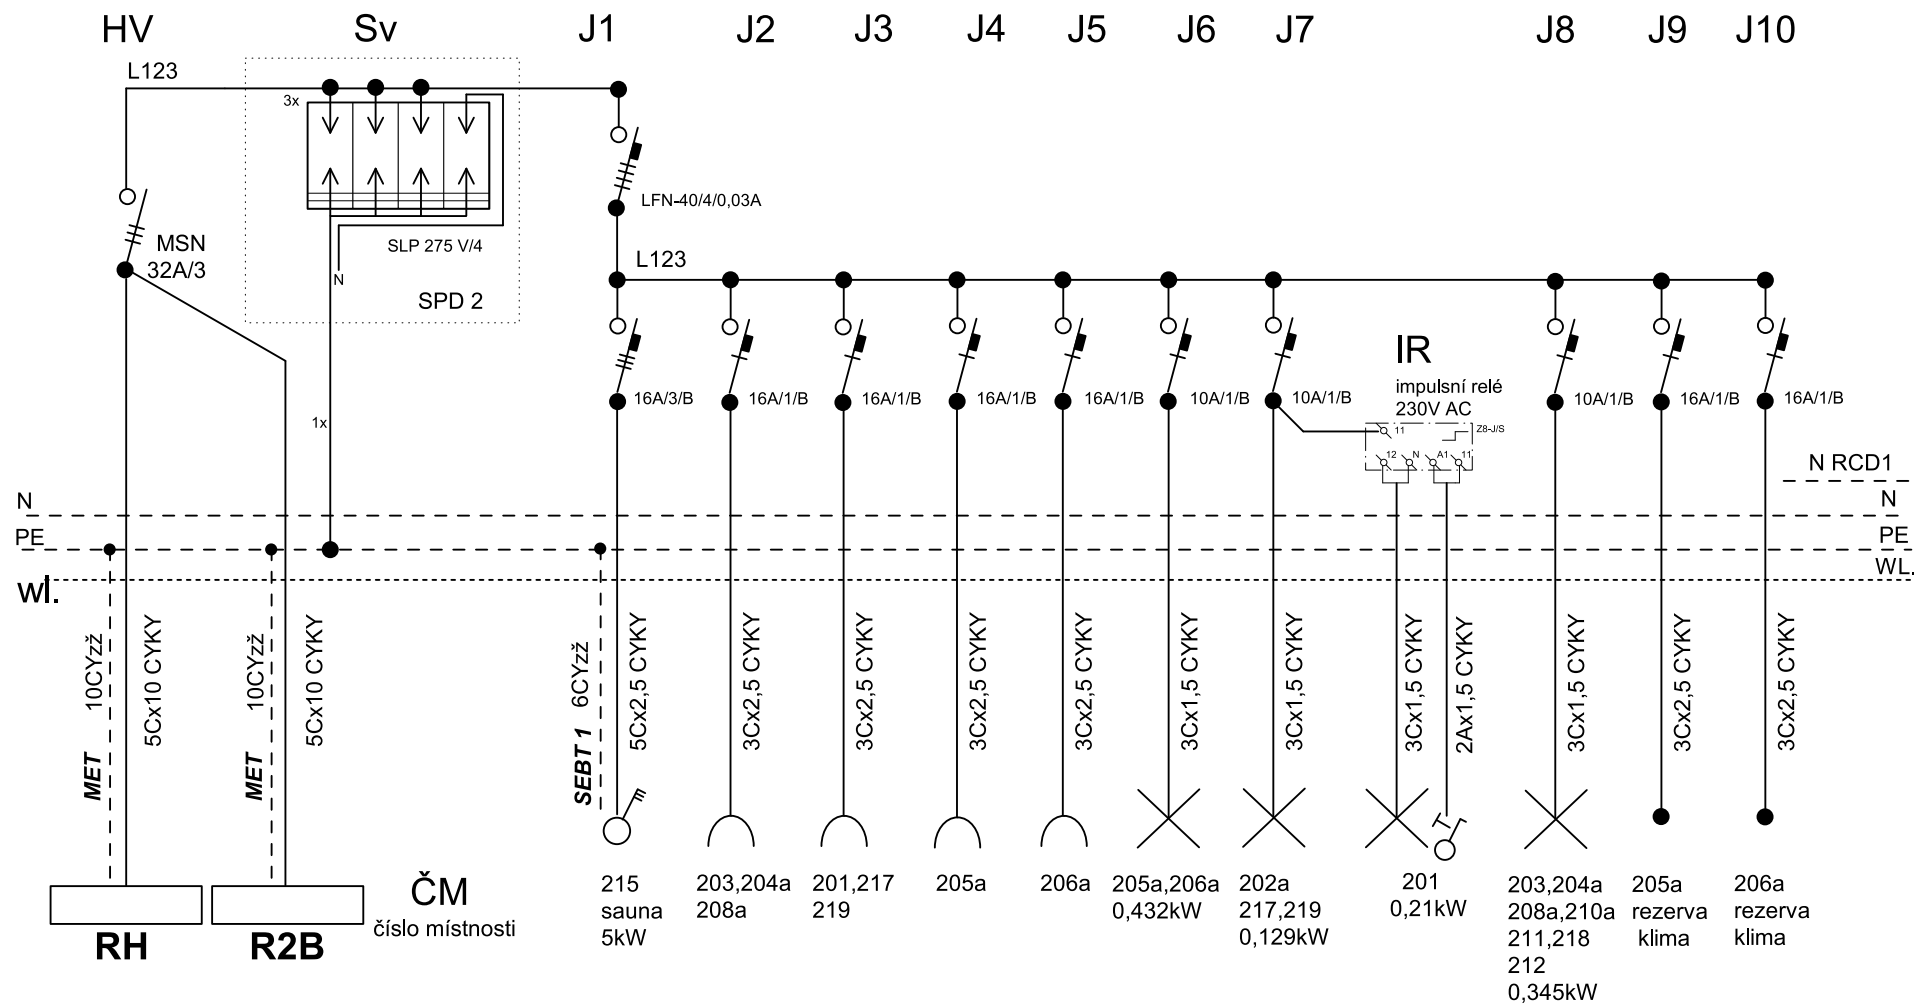 HV Sv J1 J2 J3 J4 J5 J6 J7 J8 J9 J10
L123
3x
LFN-40/4/0,03A
MSN
32A/3
SLP 275 V/4
N
SPD 2
L123
1x
IR
impulsní relé
230V AC
16A/3/B 16A/1/B 16A/1/B 16A/1/B 16A/1/B 10A/1/B 10A/1/B 10A/1/B 16A/1/B 16A/1/B
11 Z8-J/S
12 N A1 11
N RCD1
N N
PE PE
wl. WL.
MET 10CYzž
5Cx10 CYKY
MET 10CYzž
5Cx10 CYKY
SEBT 1 6CYzž
5Cx2,5 CYKY
3Cx2,5 CYKY
3Cx2,5 CYKY
3Cx2,5 CYKY
3Cx2,5 CYKY
3Cx1,5 CYKY
3Cx1,5 CYKY
3Cx1,5 CYKY
2Ax1,5 CYKY
3Cx1,5 CYKY
3Cx2,5 CYKY
3Cx2,5 CYKY
RH
R2B
ČM
číslo místnosti
215
sauna
5kW
203,204a
208a
201,217
219
205a
206a
205a,206a
0,432kW
202a
217,219
0,129kW
201
0,21kW
203,204a
208a,210a
211,218
212
0,345kW
205a
rezerva
klima
206a
rezerva
klima